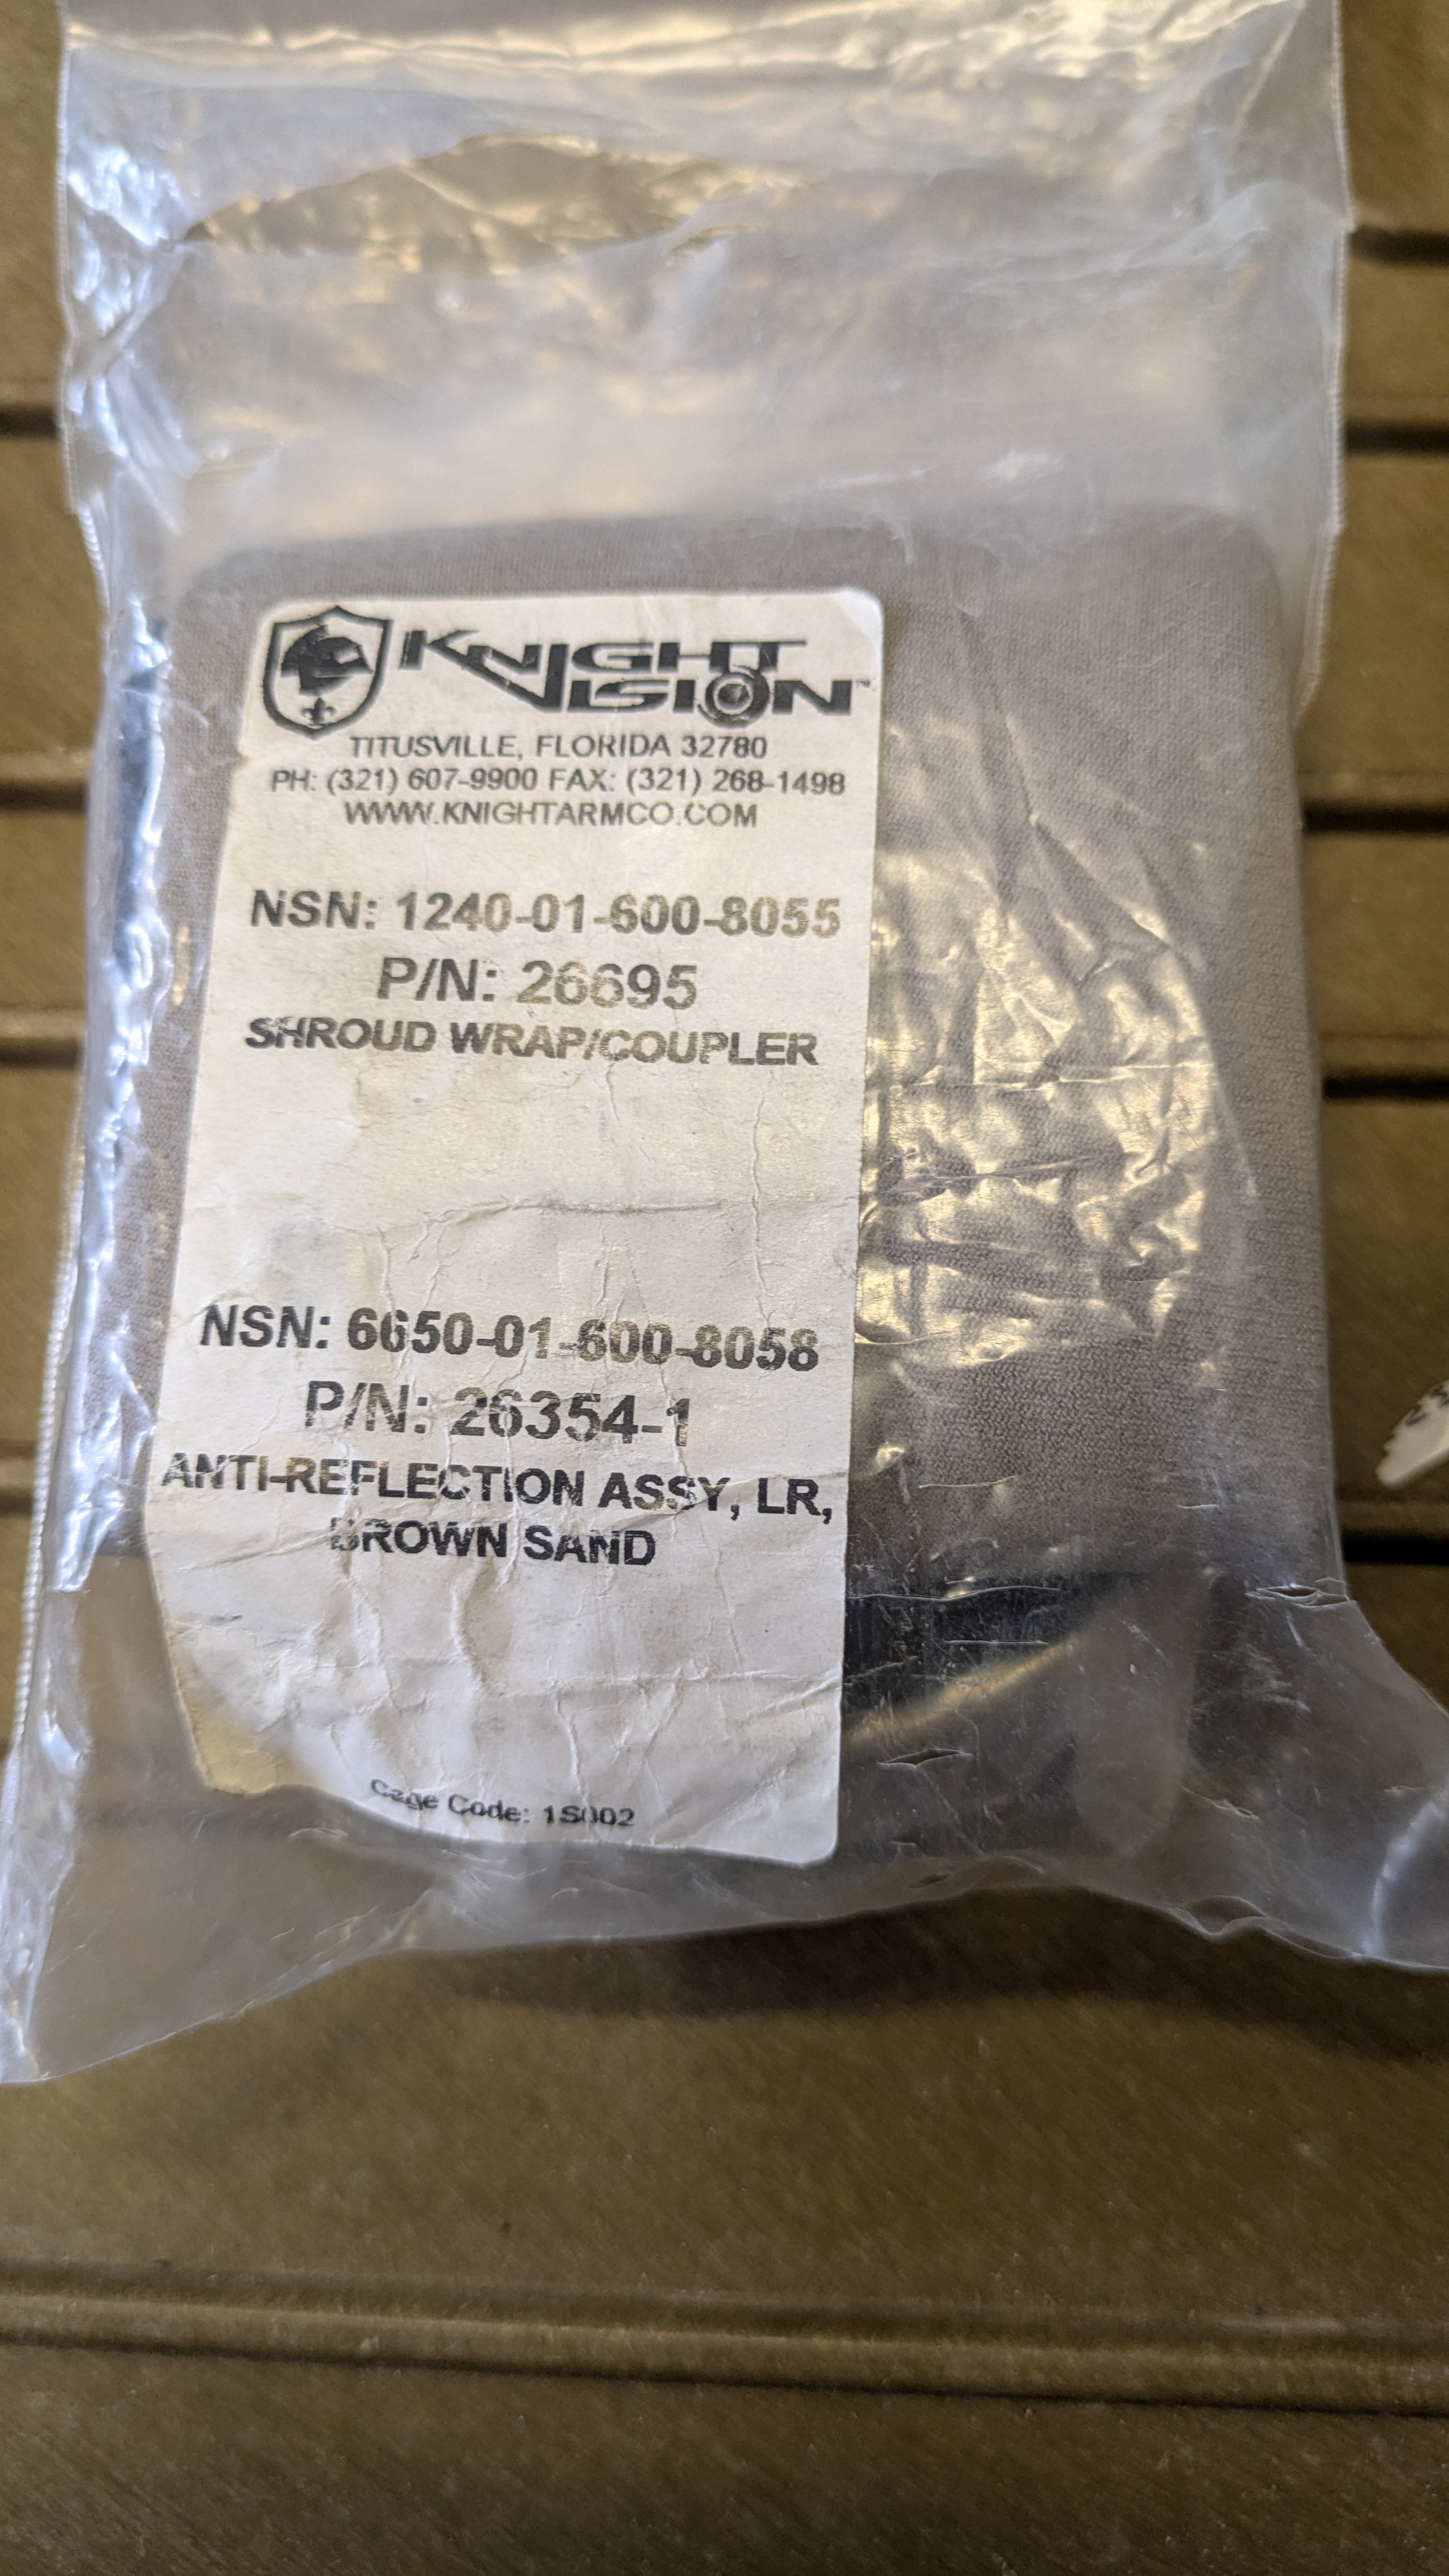 KNIGHT
VISION™
TITUSVILLE, FLORIDA 32780
PH: (321) 607-9900 FAX: (321) 268-1498
WWW.KNIGHTARMCO.COM
NSN: 1240-01-600-8055
P/N: 26695
SHROUD WRAP/COUPLER
NSN: 6650-01-600-8058
P/N: 26354-1
ANTI-REFLECTION ASSY, LR,
BROWN SAND
Cage Code: 1S002